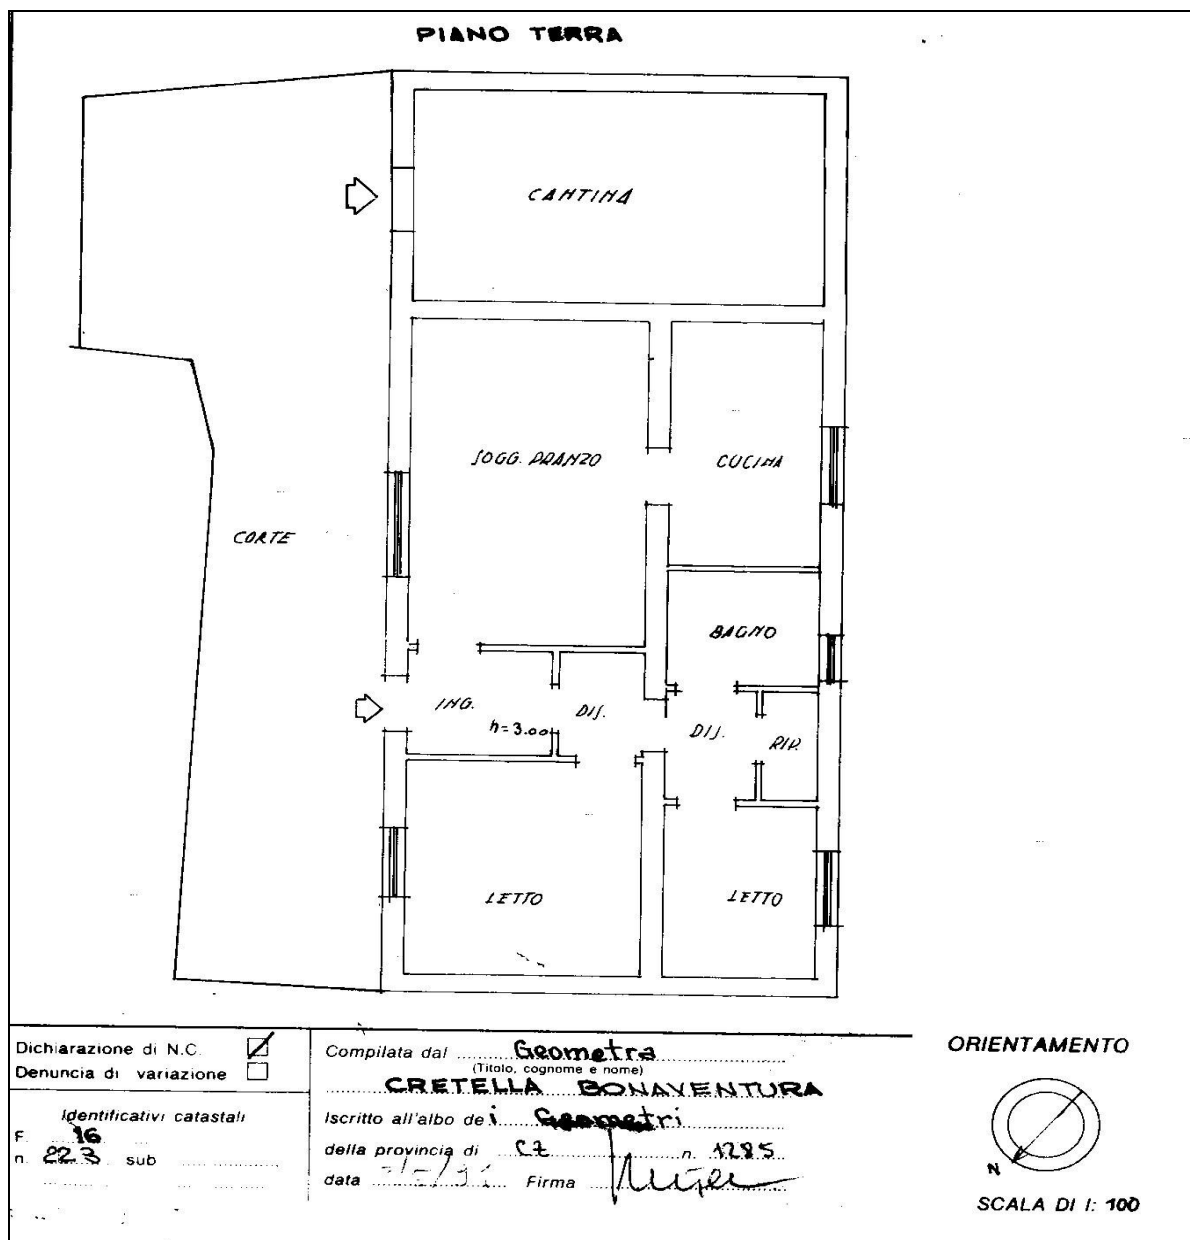 PIANO TERRA
CANTINA
SOGG. PRANZO
CUCINA
CORTE
BAGNO
ING.
DIS.
h=3.00
DIS.
RIP.
LETTO
LETTO
Dichiarazione di N.C.
Denuncia di variazione
Identificativi catastali
F. 16
n. 223 sub
Compilata dal Geometra
(Titolo, cognome e nome)
CRETELLA BONAVENTURA
Iscritto all'albo dei Geometri
della provincia di CZ n. 1285
data Firma
ORIENTAMENTO
N
SCALA DI 1: 100